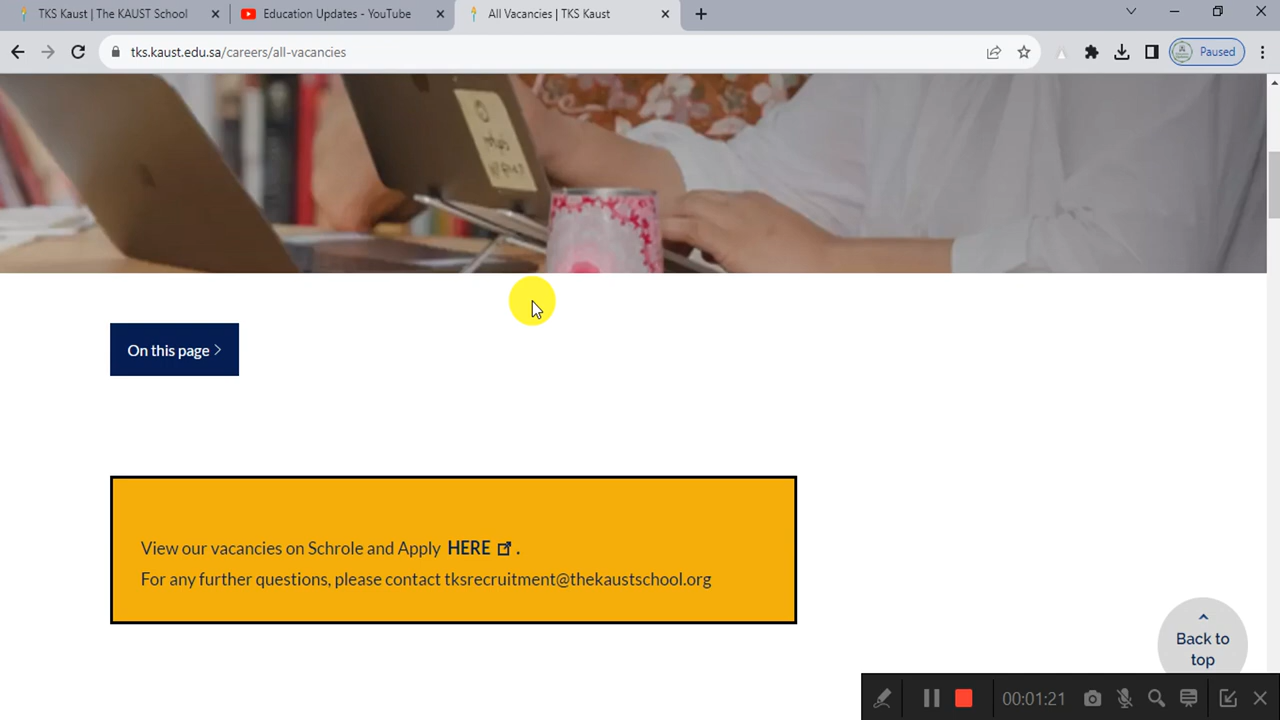 TKS Kaust | The KAUST School
Education Updates - YouTube
All Vacancies | TKS Kaust
tks.kaust.edu.sa/careers/all-vacancies
Paused
On this page
View our vacancies on Schrole and Apply HERE .
For any further questions, please contact tksrecruitment@thekaustschool.org
Back to
top
00:01:21